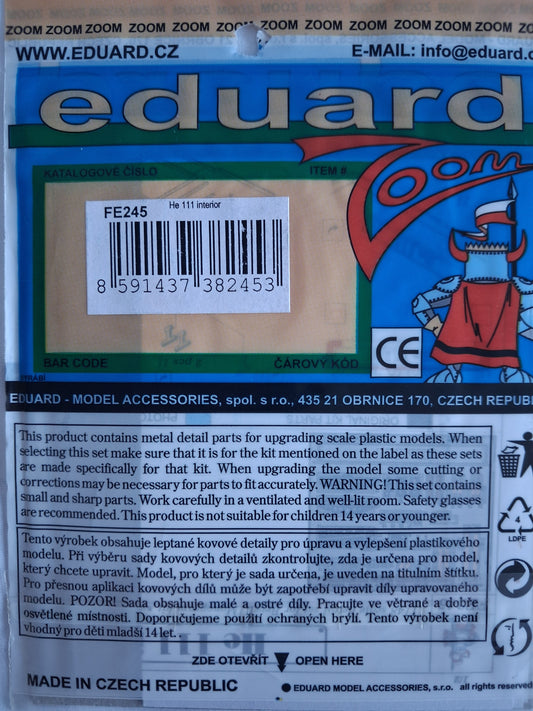 ZOOM ZOOM ZOOM ZOOM ZOOM ZOOM ZOOM ZOOM ZOOM ZOOM ZOOM ZOOM ZOOM
WWW.EDUARD.CZ E-MAIL: info@eduard.c
eduard
Zoom
KATALOGOVÉ ČÍSLO ITEM #
FE245 He 111 interior
8 591437 382453
BAR CODE ČÁROVÝ KÓD
CE
EDUARD - MODEL ACCESSORIES, spol. s r.o., 435 21 OBRNICE 170, CZECH REPUBL
This product contains metal detail parts for upgrading scale plastic models. When
selecting this set make sure that it is for the kit mentioned on the label as these sets
are made specifically for that kit. When upgrading the model some cutting or
corrections may be necessary for parts to fit accurately. WARNING! This set contains
small and sharp parts. Work carefully in a ventilated and well-lit room. Safety glasses
are recommended. This product is not suitable for children 14 years or younger.
4
LDPE
Tento výrobek obsahuje leptané kovové detaily pro úpravu a vylepšení plastikového
modelu. Při výběru sady kovových detailů zkontrolujte, zda je určena pro model,
který chcete upravit. Model, pro který je sada určena, je uveden na titulním štítku.
Pro přesnou aplikaci kovových dílů může být zapotřebí upravit díly upravovaného
modelu. POZOR! Sada obsahuje malé a ostré díly. Pracujte ve větrané a dobře
osvětlené místnosti. Doporučujeme použití ochraných brýlí. Tento výrobek není
vhodný pro děti mladší 14 let. .
He 111
ZDE OTEVŘÍT OPEN HERE
MADE IN CZECH REPUBLIC EDUARD MODEL ACCESSORIES, s.r.o. all rights reserved